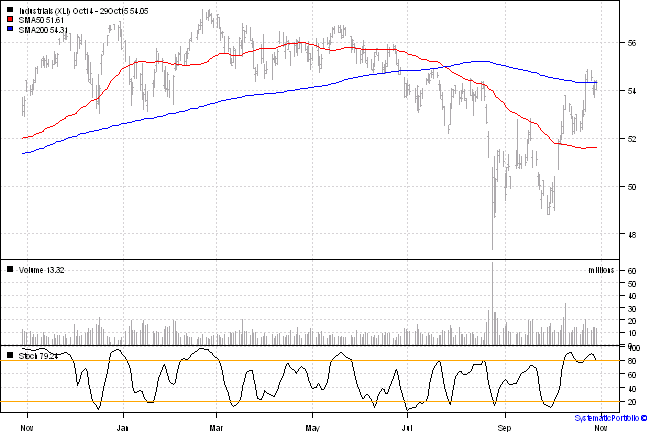 Industrials (XLI) Oct14 - 29Oct15 54.05
SMA50 51.61
SMA200 54.31
56
54
52
50
48
Volume 13.32
millions
60
50
40
30
20
10
0
Stoch 79.24
100
80
60
40
20
SystematicPortfolio ©
Nov
Jan
Mar
May
Jul
Sep
Nov